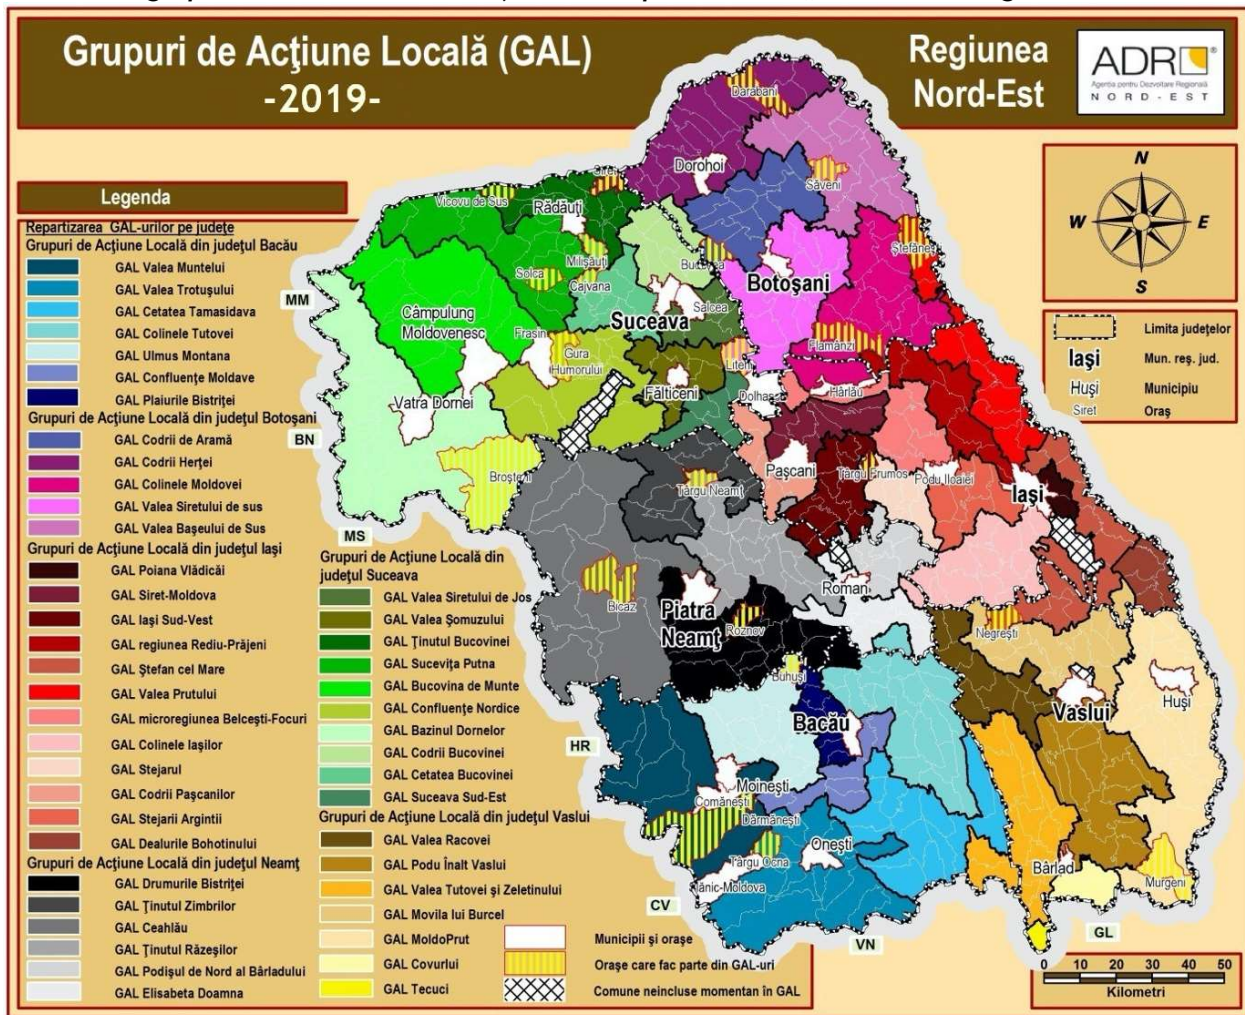 Grupuri de Acţiune Locală (GAL)
-2019-
Regiunea
Nord-Est
ADR
Agenția pentru Dezvoltare Regională
NORD-EST
Legenda
Repartizarea GAL-urilor pe județe
Grupuri de Acţiune Locală din judeţul Bacău
GAL Valea Muntelui
GAL Valea Trotuşului
GAL Cetatea Tamasidava
GAL Colinele Tutovei
GAL Ulmus Montana
GAL Confluenţe Moldave
GAL Plaiurile Bistriţei
Grupuri de Acţiune Locală din judeţul Botoşani
GAL Codrii de Aramă
GAL Codrii Herţei
GAL Colinele Moldovei
GAL Valea Siretului de sus
GAL Valea Başeului de Sus
Grupuri de Acţiune Locală din judeţul Iaşi
GAL Poiana Vlădicăi
GAL Siret-Moldova
GAL Iaşi Sud-Vest
GAL regiunea Rediu-Prăjeni
GAL Ştefan cel Mare
GAL Valea Prutului
GAL microregiunea Belceşti-Focuri
GAL Colinele Iaşilor
GAL Stejarul
GAL Codrii Paşcanilor
GAL Stejarii Argintii
GAL Dealurile Bohotinului
Grupuri de Acţiune Locală din judeţul Neamţ
GAL Drumurile Bistriţei
GAL Ţinutul Zimbrilor
GAL Ceahlău
GAL Ţinutul Răzeşilor
GAL Podişul de Nord al Bârladului
GAL Elisabeta Doamna
Grupuri de Acţiune Locală din
judeţul Suceava
GAL Valea Siretului de Jos
GAL Valea Şomuzului
GAL Ţinutul Bucovinei
GAL Suceviţa Putna
GAL Bucovina de Munte
GAL Confluenţe Nordice
GAL Bazinul Dornelor
GAL Codrii Bucovinei
GAL Cetatea Bucovinei
GAL Suceava Sud-Est
Grupuri de Acţiune Locală din judeţul Vaslui
GAL Valea Racovei
GAL Podu Înalt Vaslui
GAL Valea Tutovei şi Zeletinului
GAL Movila lui Burcel
GAL MoldoPrut
GAL Covurlui
GAL Tecuci
Municipii şi oraşe
Oraşe care fac parte din GAL-uri
Comune neincluse momentan în GAL
N
W
E
S
Limita judeţelor
Iaşi
Mun. reş. jud.
Huşi
Municipiu
Siret
Oraş
Darabani
Dorohoi
Săveni
Siret
Vicovu de Sus
Rădăuţi
Ştefăneşti
Milişăuţi
Bucecea
Solca
Cajvana
Botoşani
MM
Câmpulung
Moldovenesc
Suceava
Salcea
Frasin
Gura
Humorului
Flamânzi
Liteni
Fălticeni
Dolhasca
Hârlău
Vatra Dornei
BN
Broşteni
Paşcani
Târgu Frumos
Podu Iloaiei
Târgu Neamţ
Iaşi
MS
Roman
Bicaz
Piatra
Neamţ
Roznov
Negreşti
Buhuşi
Huşi
Vaslui
Bacău
HR
Moineşti
Comăneşti
Dărmăneşti
Târgu Ocna
Oneşti
Bârlad
Murgeni
CV
VN
GL
0 10 20 30 40 50
Kilometri